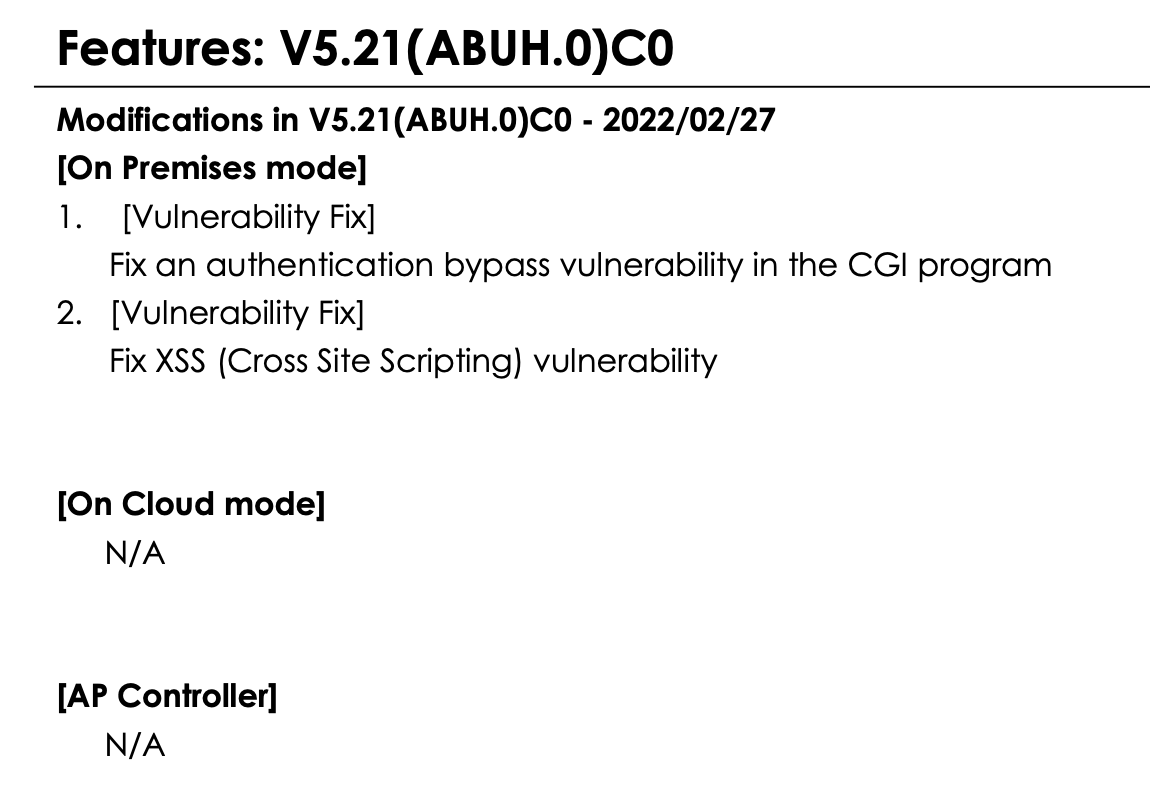 Features: V5.21(ABUH.0)C0
Modifications in V5.21(ABUH.0)C0 - 2022/02/27
[On Premises mode]
1. [Vulnerability Fix]
Fix an authentication bypass vulnerability in the CGI program
2. [Vulnerability Fix]
Fix XSS (Cross Site Scripting) vulnerability
[On Cloud mode]
N/A
[AP Controller]
N/A